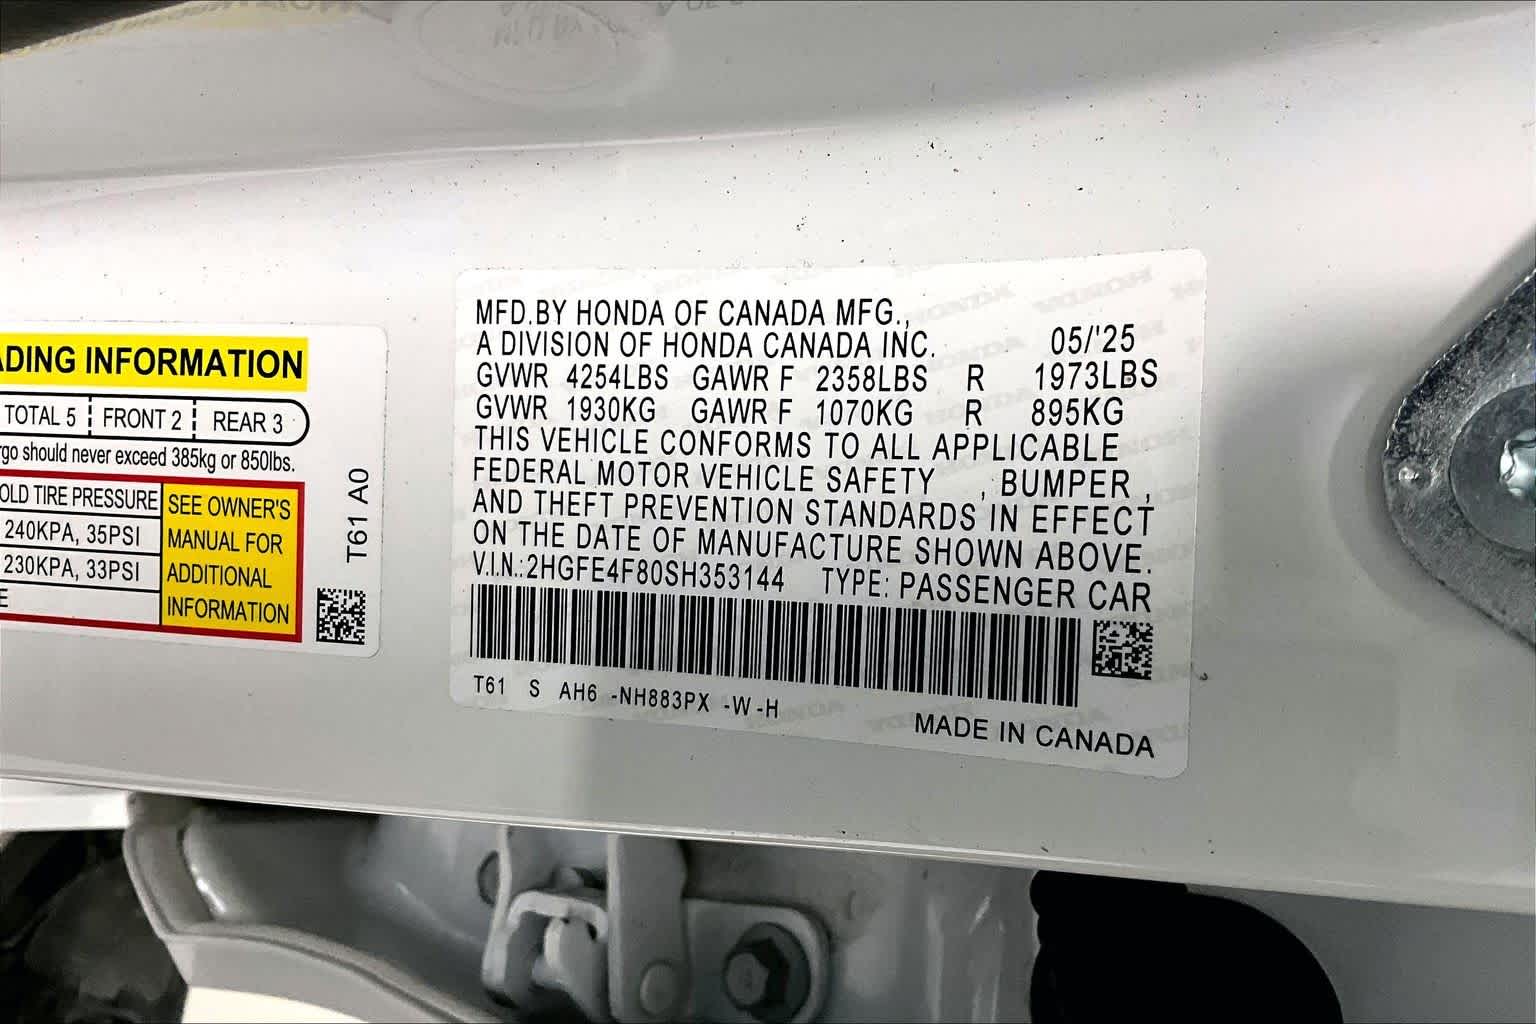 ADING INFORMATION
TOTAL 5 FRONT 2 REAR 3
rgo should never exceed 385kg or 850lbs.
OLD TIRE PRESSURE
240KPA, 35PSI
230KPA, 33PSI
E
SEE OWNER'S
MANUAL FOR
ADDITIONAL
INFORMATION
T61 A0
MFD.BY HONDA OF CANADA MFG.,
A DIVISION OF HONDA CANADA INC. 05/'25
GVWR 4254LBS GAWR F 2358LBS R 1973LBS
GVWR 1930KG GAWR F 1070KG R 895KG
THIS VEHICLE CONFORMS TO ALL APPLICABLE
FEDERAL MOTOR VEHICLE SAFETY , BUMPER ,
AND THEFT PREVENTION STANDARDS IN EFFECT
ON THE DATE OF MANUFACTURE SHOWN ABOVE.
V.I.N.:2HGFE4F80SH353144 TYPE: PASSENGER CAR
T61 S AH6 -NH883PX -W -H
MADE IN CANADA